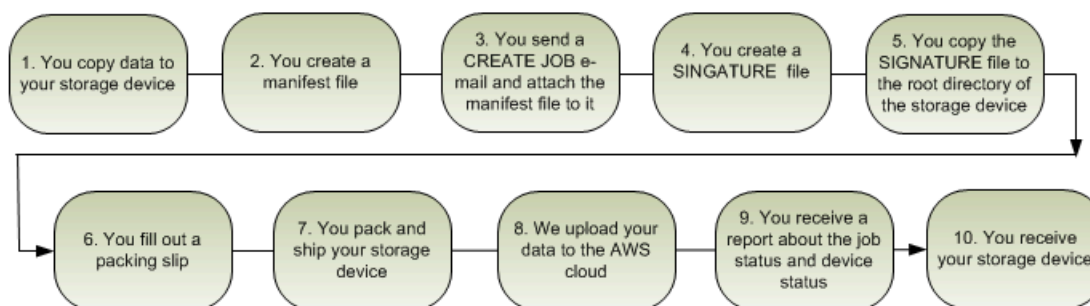 1. You copy data to
your storage device
2. You create a
manifest file
3. You send a
CREATE JOB e-
mail and attach the
manifest file to it
4. You create a
SINGATURE file
5. You copy the
SIGNATURE file to
the root directory of
the storage device
6. You fill out a
packing slip
7. You pack and
ship your storage
device
8. We upload your
data to the AWS
cloud
9. You receive a
report about the job
status and device
status
10. You receive
your storage device